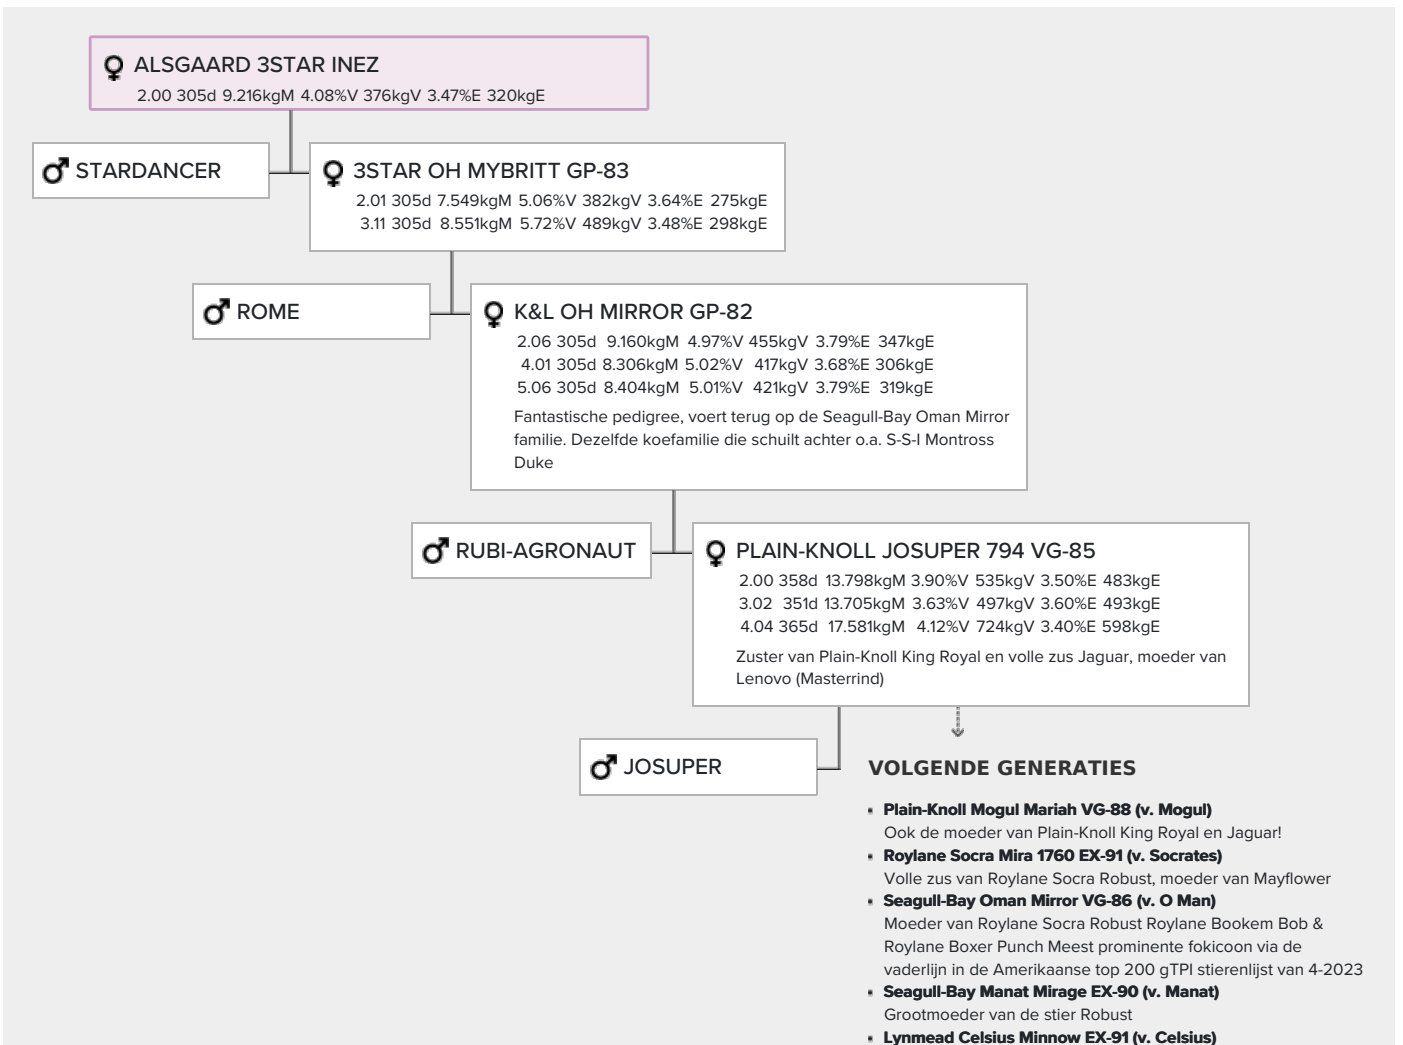 ALSGAARD 3STAR INEZ
2.00 305d 9.216kgM 4.08%V 376kgV 3.47%E 320kgE
STARDANCER
3STAR OH MYBRITT GP-83
2.01 305d 7.549kgM 5.06%V 382kgV 3.64%E 275kgE
3.11 305d 8.551kgM 5.72%V 489kgV 3.48%E 298kgE
ROME
K&L OH MIRROR GP-82
2.06 305d 9.160kgM 4.97%V 455kgV 3.79%E 347kgE
4.01 305d 8.306kgM 5.02%V 417kgV 3.68%E 306kgE
5.06 305d 8.404kgM 5.01%V 421kgV 3.79%E 319kgE
Fantastische pedigree, voert terug op de Seagull-Bay Oman Mirror
familie. Dezelfde koefamilie die schuilt achter o.a. S-S-I Montross
Duke
RUBI-AGRONAUT
PLAIN-KNOLL JOSUPER 794 VG-85
2.00 358d 13.798kgM 3.90%V 535kgV 3.50%E 483kgE
3.02 351d 13.705kgM 3.63%V 497kgV 3.60%E 493kgE
4.04 365d 17.581kgM 4.12%V 724kgV 3.40%E 598kgE
Zuster van Plain-Knoll King Royal en volle zus Jaguar, moeder van
Lenovo (Masterrind)
JOSUPER
VOLGENDE GENERATIES
Plain-Knoll Mogul Mariah VG-88 (v. Mogul)
Ook de moeder van Plain-Knoll King Royal en Jaguar!
Roylane Socra Mira 1760 EX-91 (v. Socrates)
Volle zus van Roylane Socra Robust, moeder van Mayflower
Seagull-Bay Oman Mirror VG-86 (v. O Man)
Moeder van Roylane Socra Robust Roylane Bookem Bob &
Roylane Boxer Punch Meest prominente fokicoon via de
vaderlijn in de Amerikaanse top 200 gTPI stierenlijst van 4-2023
Seagull-Bay Manat Mirage EX-90 (v. Manat)
Grootmoeder van de stier Robust
Lynmead Celsius Minnow EX-91 (v. Celsius)